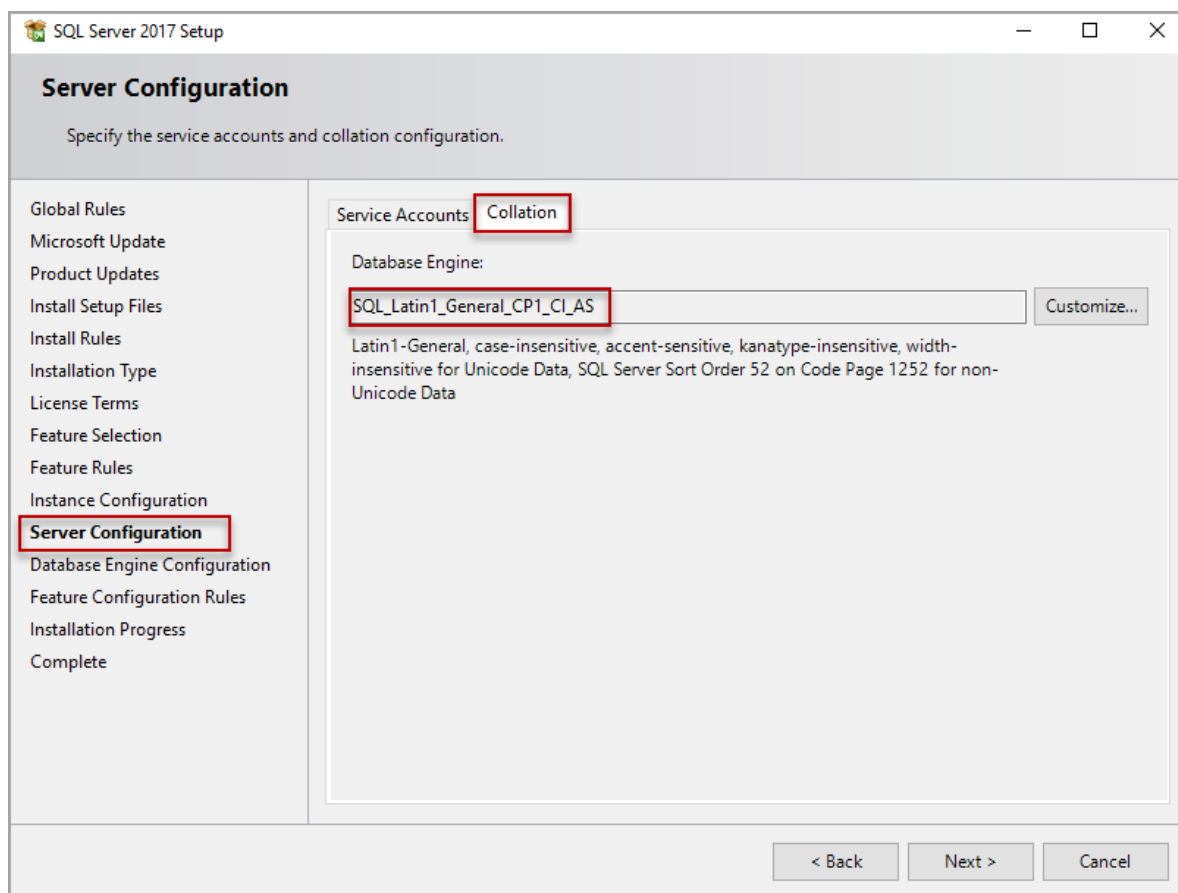 SQL Server 2017 Setup
Server Configuration
Specify the service accounts and collation configuration.
Global Rules
Microsoft Update
Product Updates
Install Setup Files
Install Rules
Installation Type
License Terms
Feature Selection
Feature Rules
Instance Configuration
Server Configuration
Database Engine Configuration
Feature Configuration Rules
Installation Progress
Complete
Service Accounts Collation
Database Engine:
SQL_Latin1_General_CP1_CI_AS Customize...
Latin1-General, case-insensitive, accent-sensitive, kanatype-insensitive, width-
insensitive for Unicode Data, SQL Server Sort Order 52 on Code Page 1252 for non-
Unicode Data
< Back Next > Cancel